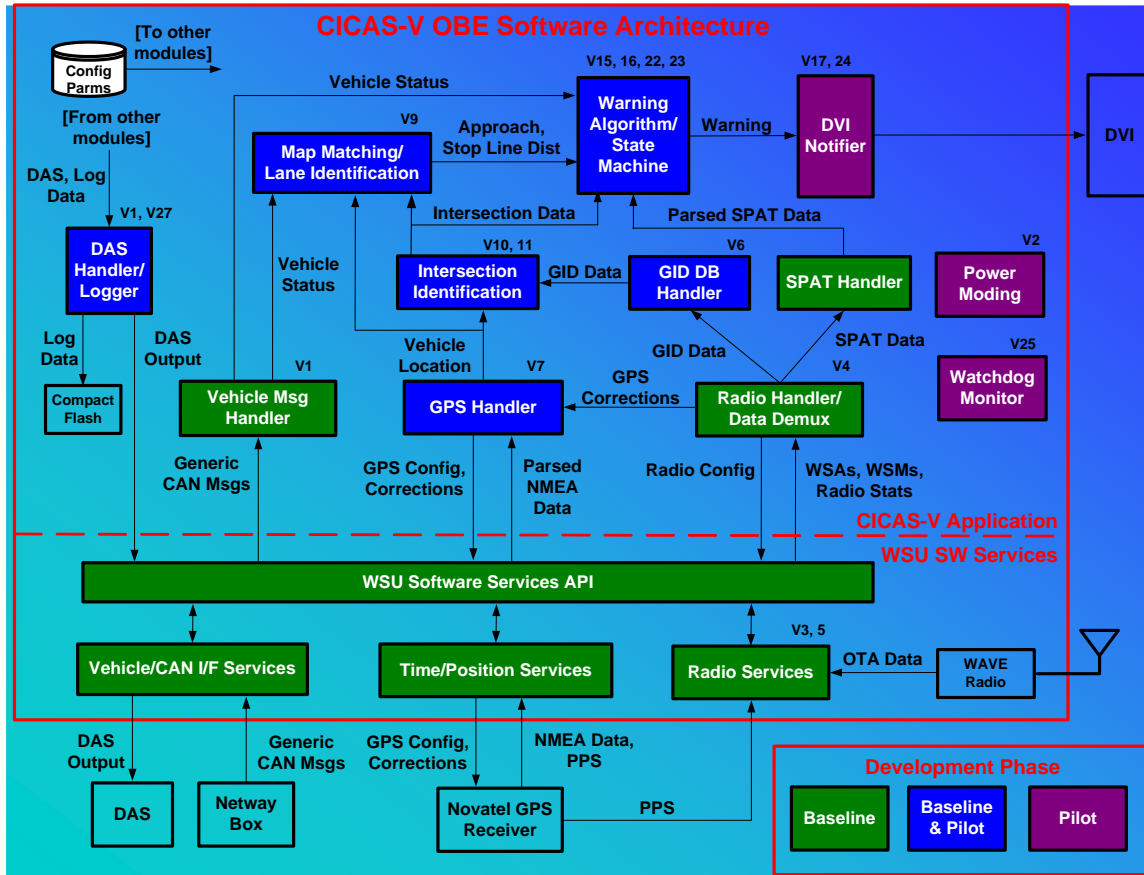 CICAS-V OBE Software Architecture
[To other
modules]
Config
Parms
[From other
modules]
DAS, Log
Data
V1, V27
DAS
Handler/
Logger
Log
Data
DAS
Output
Compact
Flash
Vehicle Status
V9
Map Matching/
Lane Identification
Approach,
Stop Line Dist
V15, 16, 22, 23
Warning
Algorithm/
State
Machine
Warning
V17, 24
DVI
Notifier
DVI
Intersection Data
Parsed SPAT Data
Vehicle
Status
V10, 11
Intersection
Identification
GID Data
V6
GID DB
Handler
SPAT Handler
V2
Power
Moding
Vehicle
Location
GID Data
SPAT Data
V1
Vehicle Msg
Handler
V7
GPS Handler
GPS
Corrections
V4
Radio Handler/
Data Demux
V25
Watchdog
Monitor
Generic
CAN Msgs
GPS Config,
Corrections
Parsed
NMEA
Data
Radio Config
WSAs, WSMs,
Radio Stats
CICAS-V Application
WSU SW Services
WSU Software Services API
Vehicle/CAN I/F Services
Time/Position Services
V3, 5
Radio Services
OTA Data
WAVE
Radio
DAS
Output
Generic
CAN Msgs
GPS Config,
Corrections
NMEA Data,
PPS
DAS
Netway
Box
Novatel GPS
Receiver
PPS
Development Phase
Baseline
Baseline
& Pilot
Pilot